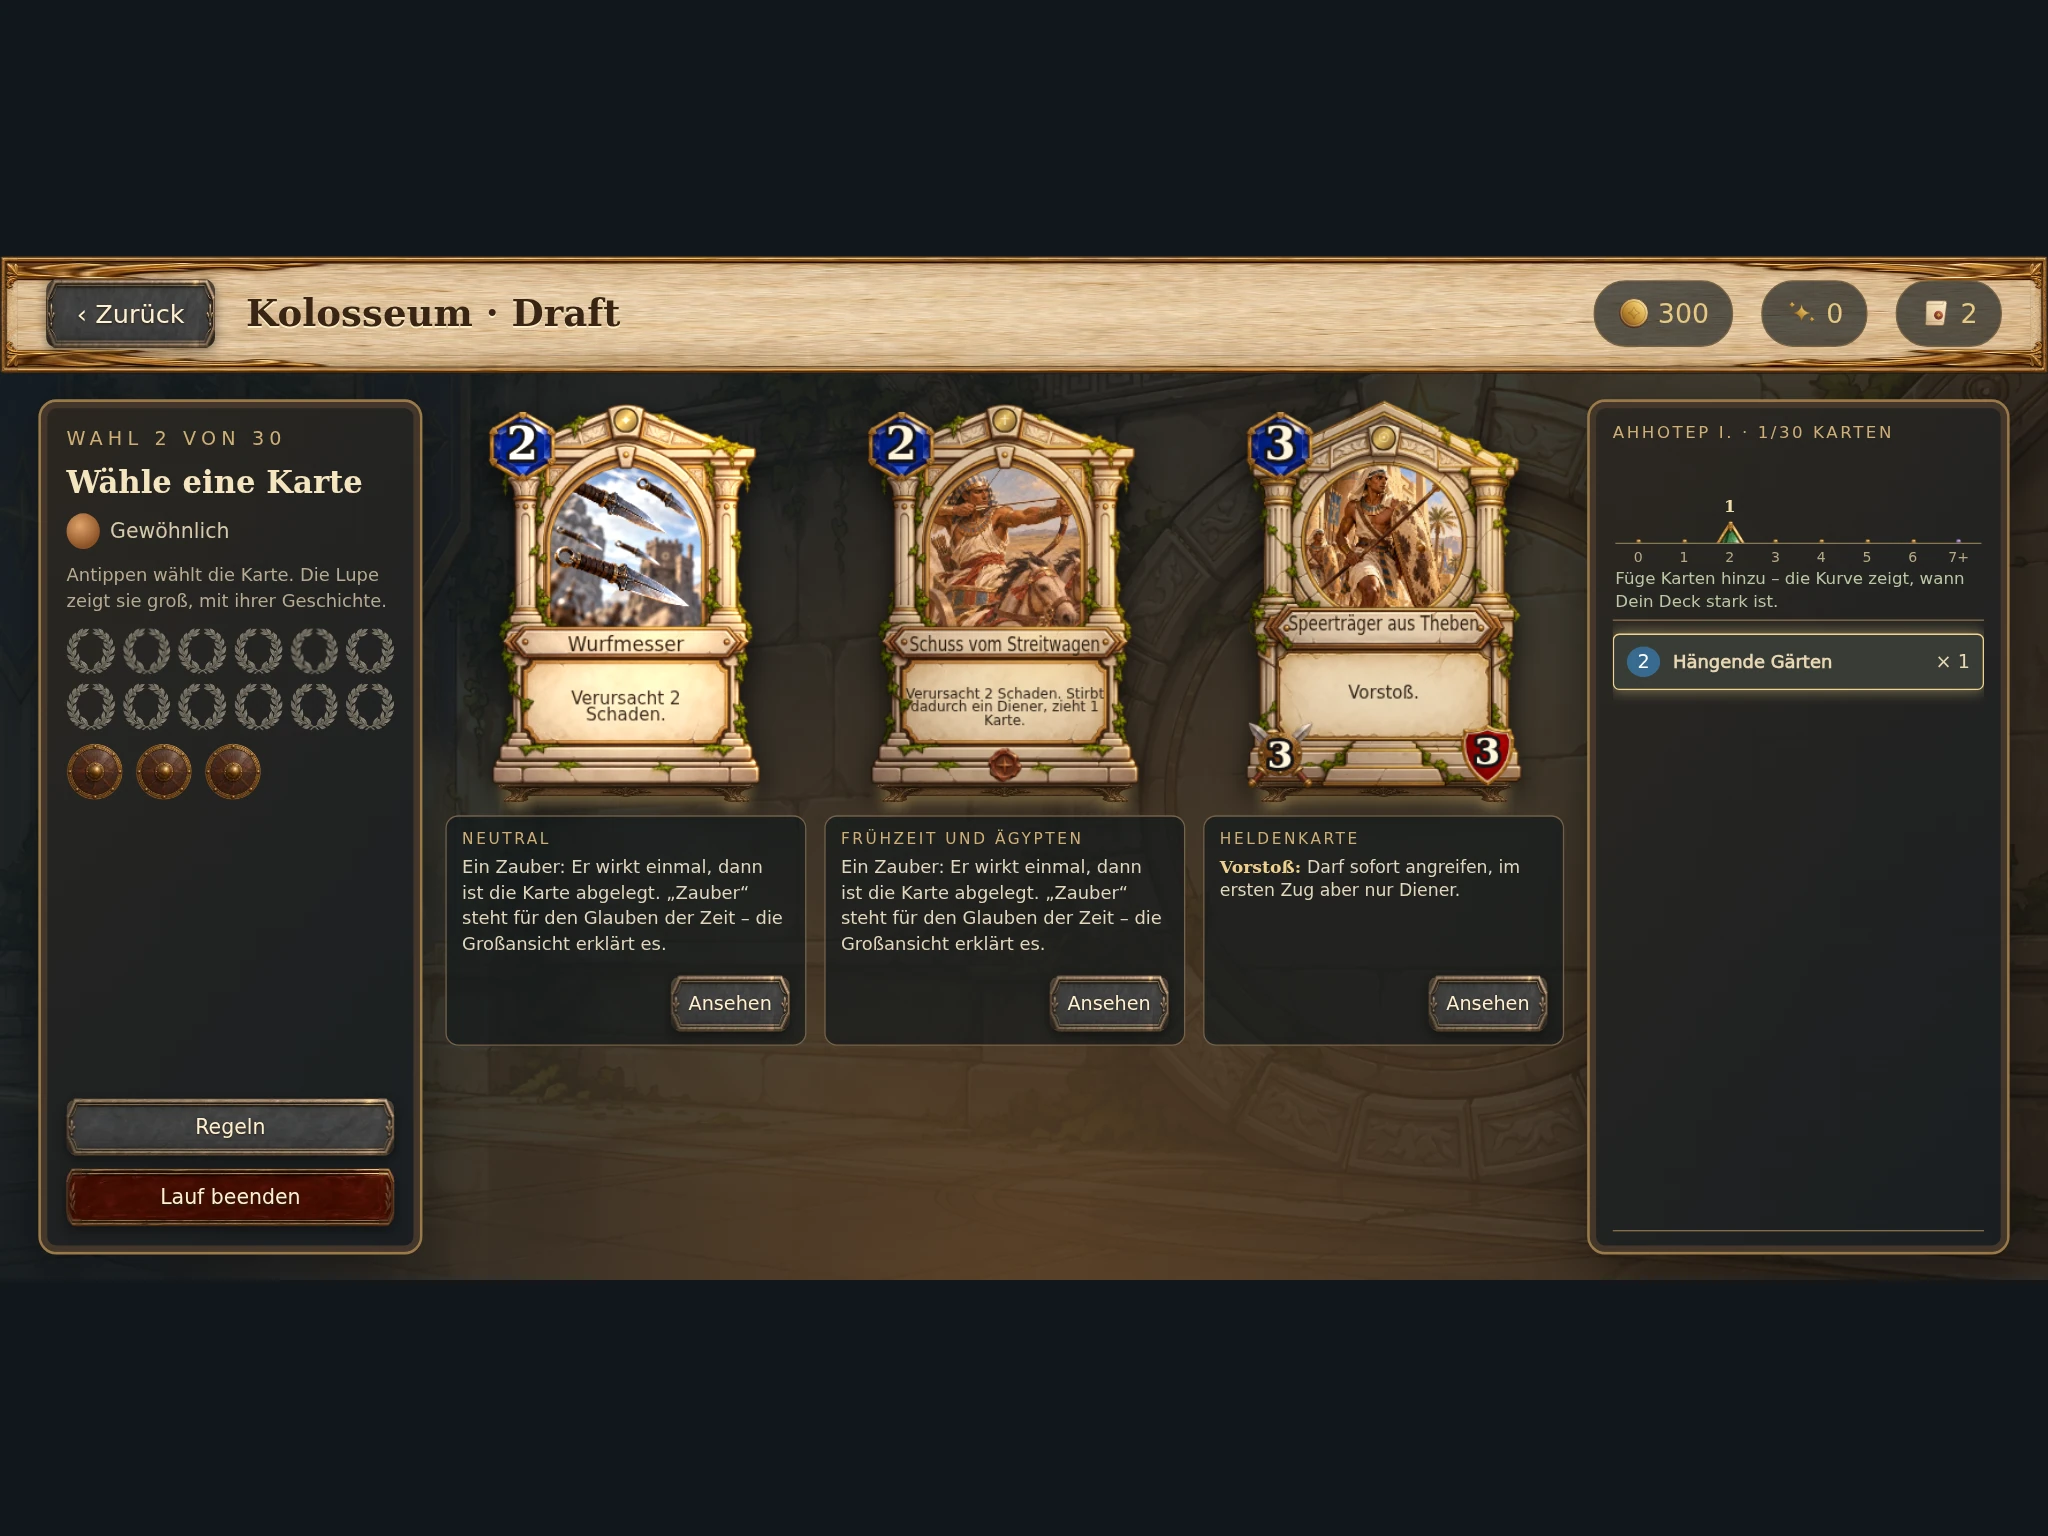 ‹ Zurück
Kolosseum · Draft
300
0
2
WAHL 2 VON 30
Wähle eine Karte
Gewöhnlich
Antippen wählt die Karte. Die Lupe
zeigt sie groß, mit ihrer Geschichte.
Regeln
Lauf beenden
2
Wurfmesser
Verursacht 2
Schaden.
NEUTRAL
Ein Zauber: Er wirkt einmal, dann
ist die Karte abgelegt. „Zauber“
steht für den Glauben der Zeit – die
Großansicht erklärt es.
Ansehen
2
Schuss vom Streitwagen
Verursacht 2 Schaden. Stirbt
dadurch ein Diener, zieht 1
Karte.
FRÜHZEIT UND ÄGYPTEN
Ein Zauber: Er wirkt einmal, dann
ist die Karte abgelegt. „Zauber“
steht für den Glauben der Zeit – die
Großansicht erklärt es.
Ansehen
3
Speerträger aus Theben
Vorstoß.
3
3
HELDENKARTE
Vorstoß: Darf sofort angreifen, im
ersten Zug aber nur Diener.
Ansehen
AHHOTEP I. · 1/30 KARTEN
1
0 1 2 3 4 5 6 7+
Füge Karten hinzu – die Kurve zeigt, wann
Dein Deck stark ist.
2 Hängende Gärten × 1